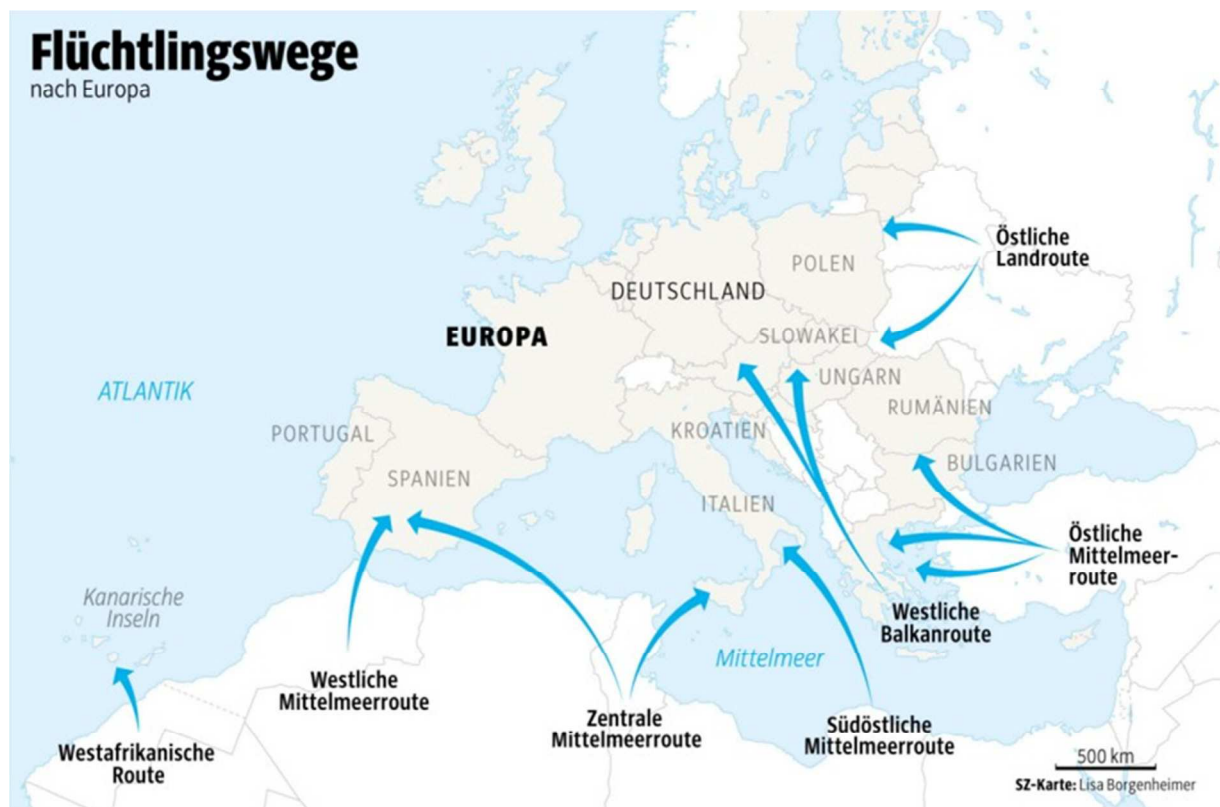 Flüchtlingswege
nach Europa
Östliche
Landroute
POLEN
DEUTSCHLAND
SLOWAKEI
EUROPA
UNGARN
ATLANTIK
RUMÄNIEN
KROATIEN
PORTUGAL
BULGARIEN
SPANIEN
ITALIEN
Östliche
Mittelmeer-
route
Kanarische
Inseln
Westliche
Balkanroute
Mittelmeer
Westliche
Mittelmeerroute
Zentrale
Mittelmeerroute
Südöstliche
Mittelmeerroute
Westafrikanische
Route
500 km
SZ-Karte: Lisa Borgenheimer